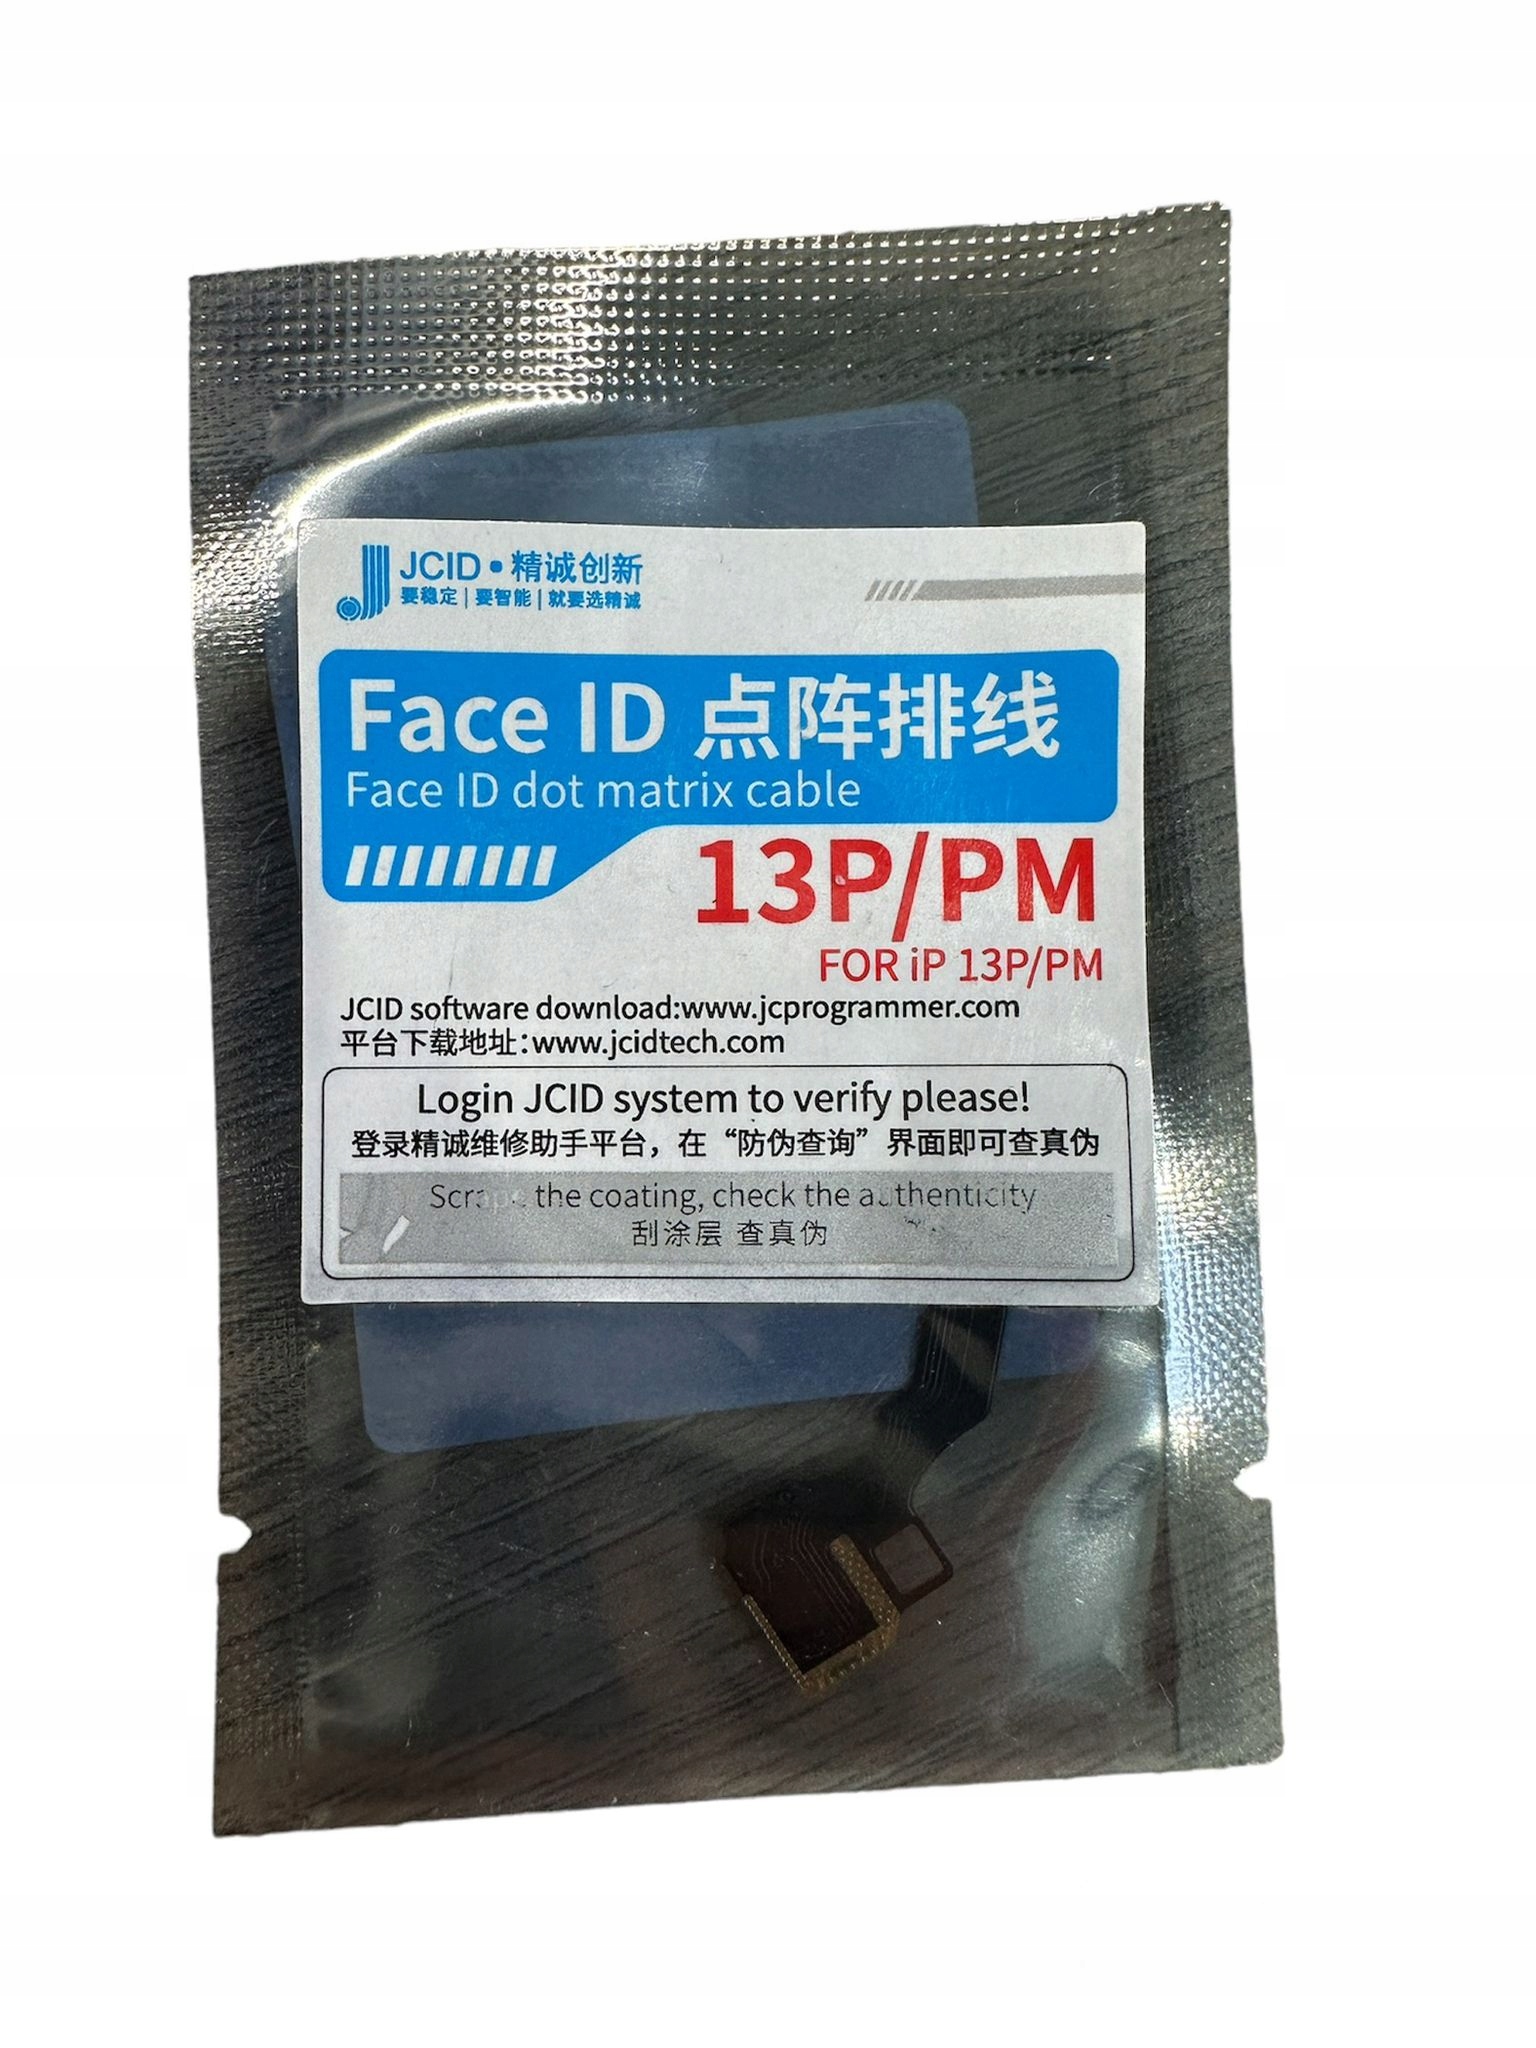 JCID·精诚创新
要稳定|要智能|就要选精诚
Face ID 点阵排线
Face ID dot matrix cable
13P/PM
FOR iP 13P/PM
JCID software download:www.jcprogrammer.com
平台下载地址:www.jcidtech.com
Login JCID system to verify please!
登录精诚维修助手平台，在“防伪查询”界面即可查真伪
the coating, check the authenticity
刮涂层 查真伪